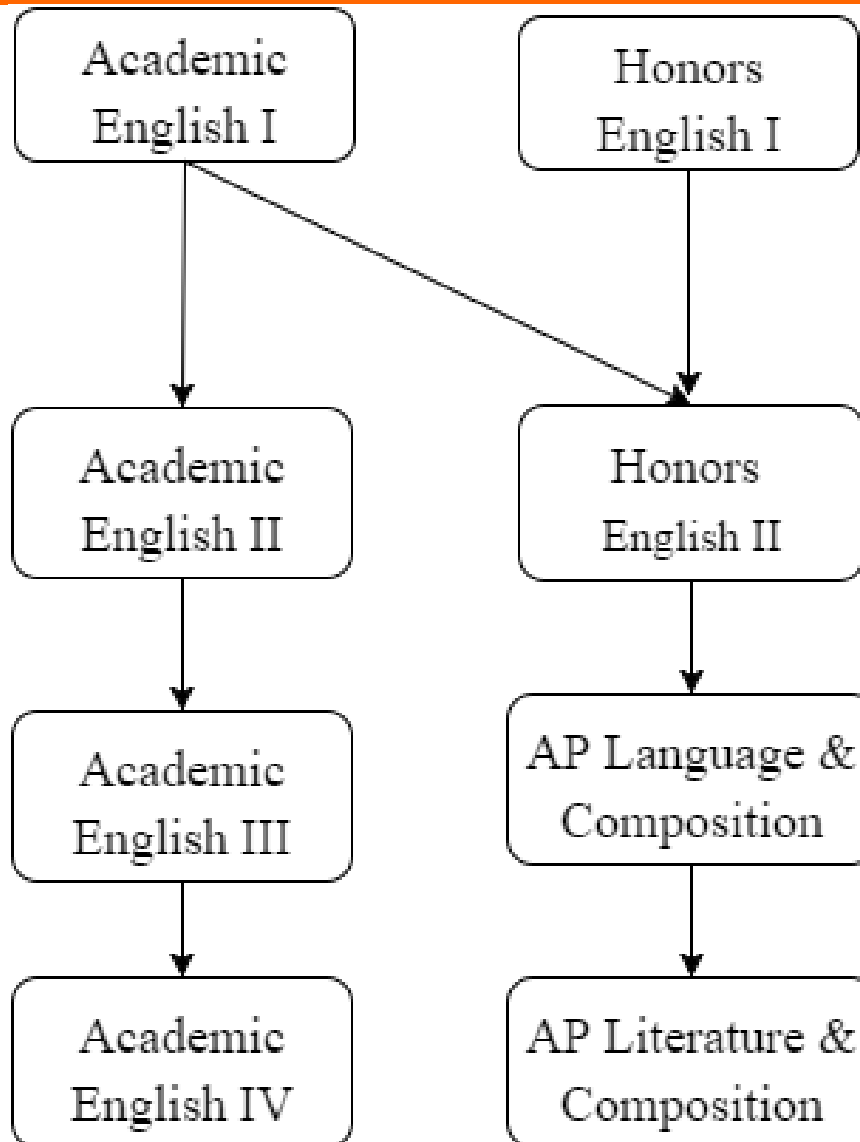 Academic
English I
Honors
English I
Academic
English II
Honors
English II
Academic
English III
AP Language &
Composition
Academic
English IV
AP Literature &
Composition